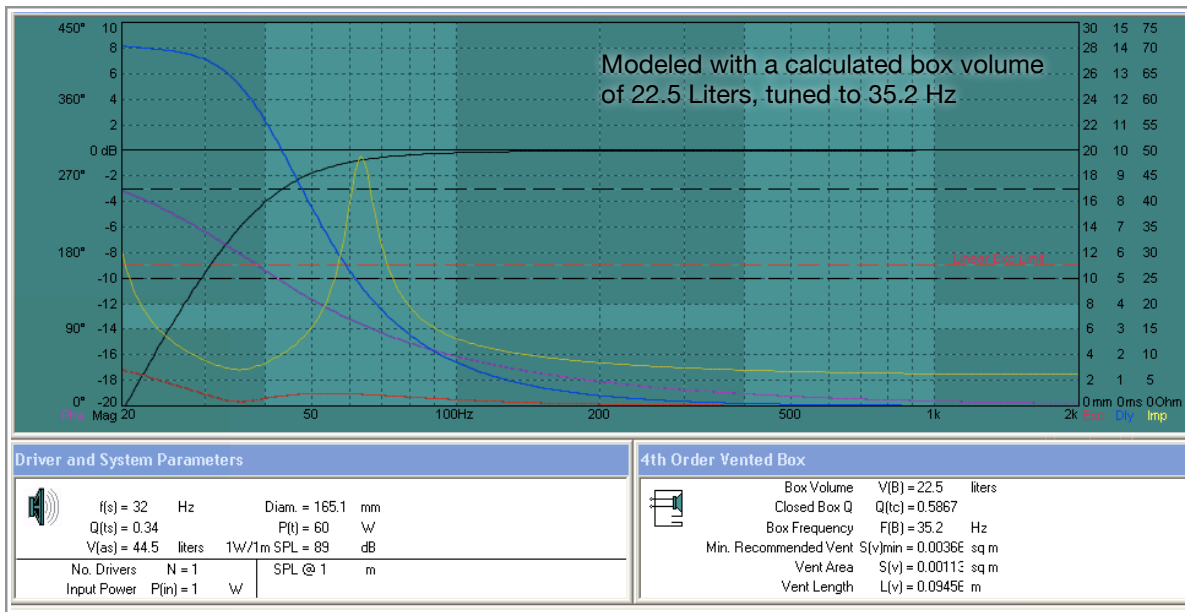 450° 10 30 15 75
8 28 14 70
6 26 13 65
360° 4 24 12 60
2 22 11 55
0 dB 20 10 50
270° -2 18 9 45
-4 16 8 40
-6 14 7 35
180° -8 12 6 30
-10 10 5 25
-12 8 4 20
90° -14 6 3 15
-16 4 2 10
-18 2 1 5
0° -20 0 mm 0ms 0Ohm
Mag 20 50 100Hz 200 500 1k 2k Exc Dly Imp
Modeled with a calculated box volume
of 22.5 Liters, tuned to 35.2 Hz
Linear Exc Limit
Driver and System Parameters
f(s) = 32 Hz Diam. = 165.1 mm
Q(ts) = 0.34 P(t) = 60 W
V(as) = 44.5 liters 1W/1m SPL = 89 dB
No. Drivers N = 1 SPL @ 1 m
Input Power P(in) = 1 W
4th Order Vented Box
Box Volume V(B) = 22.5 liters
Closed Box Q Q(tc) = 0.5867
Box Frequency F(B) = 35.2 Hz
Min. Recommended Vent S(v)min = 0.00366 sq m
Vent Area S(v) = 0.00113 sq m
Vent Length L(v) = 0.09456 m